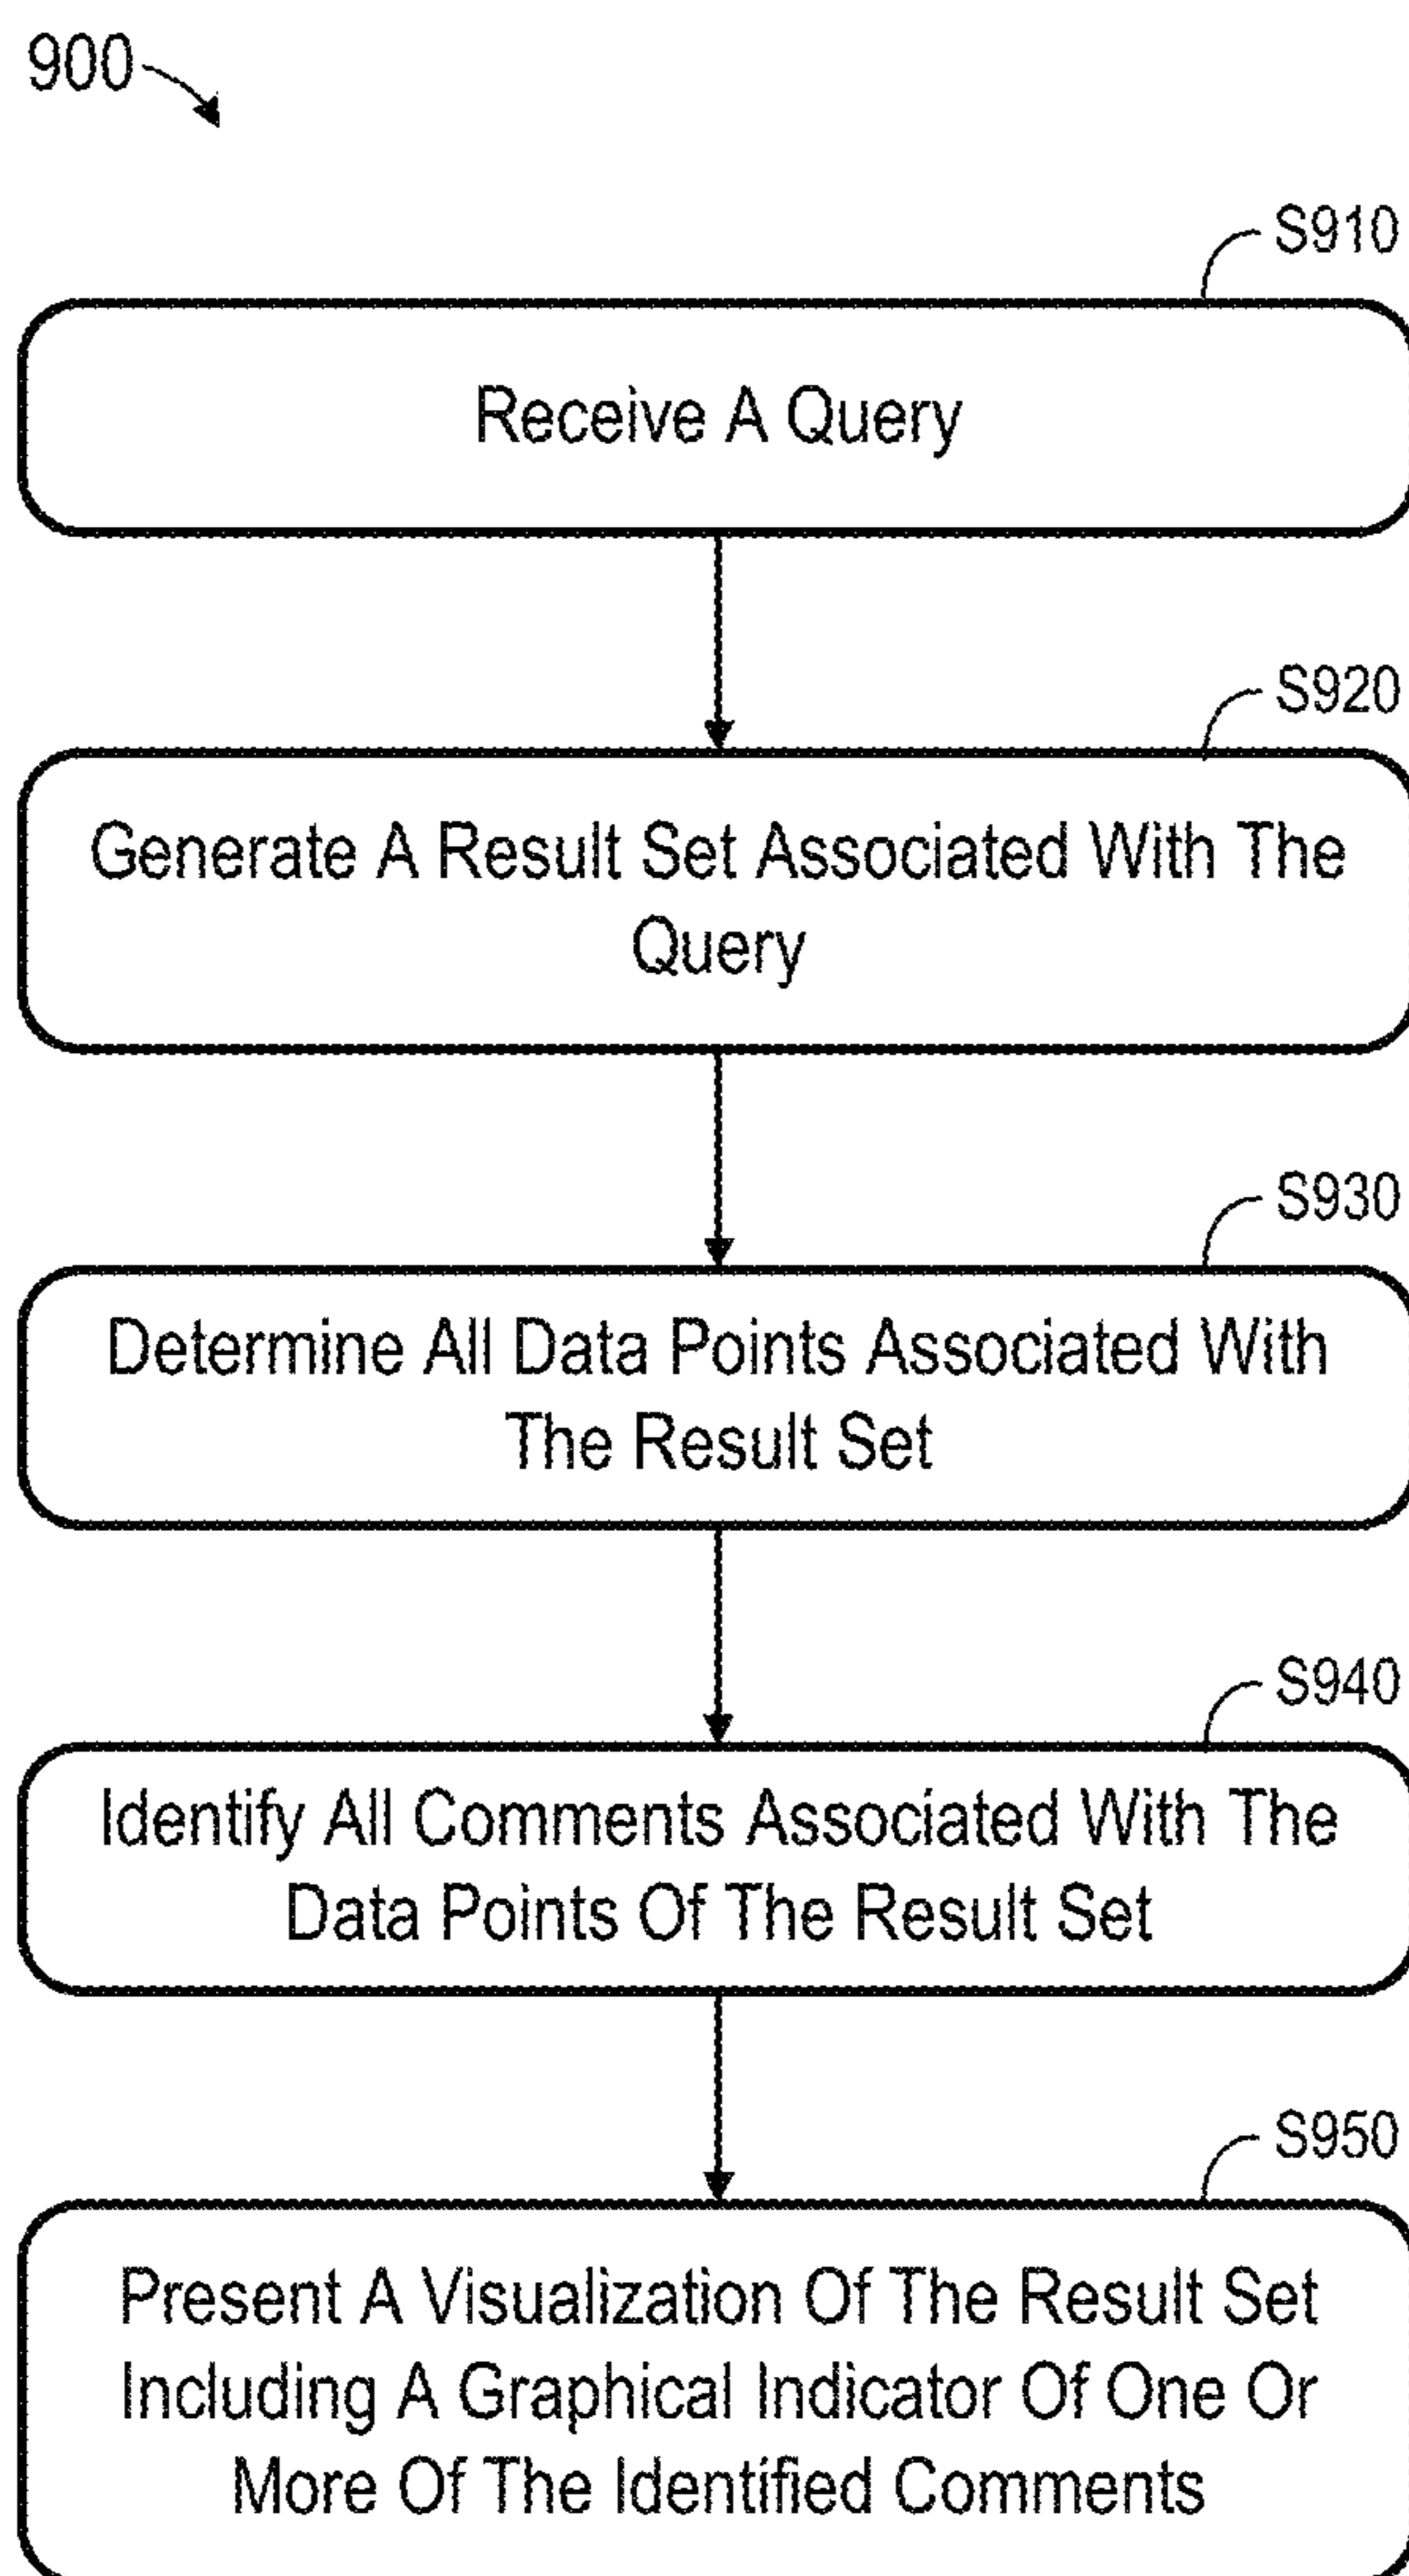 900
S910
Receive A Query
S920
Generate A Result Set Associated With The
Query
S930
Determine All Data Points Associated With
The Result Set
S940
Identify All Comments Associated With The
Data Points Of The Result Set
S950
Present A Visualization Of The Result Set
Including A Graphical Indicator Of One Or
More Of The Identified Comments